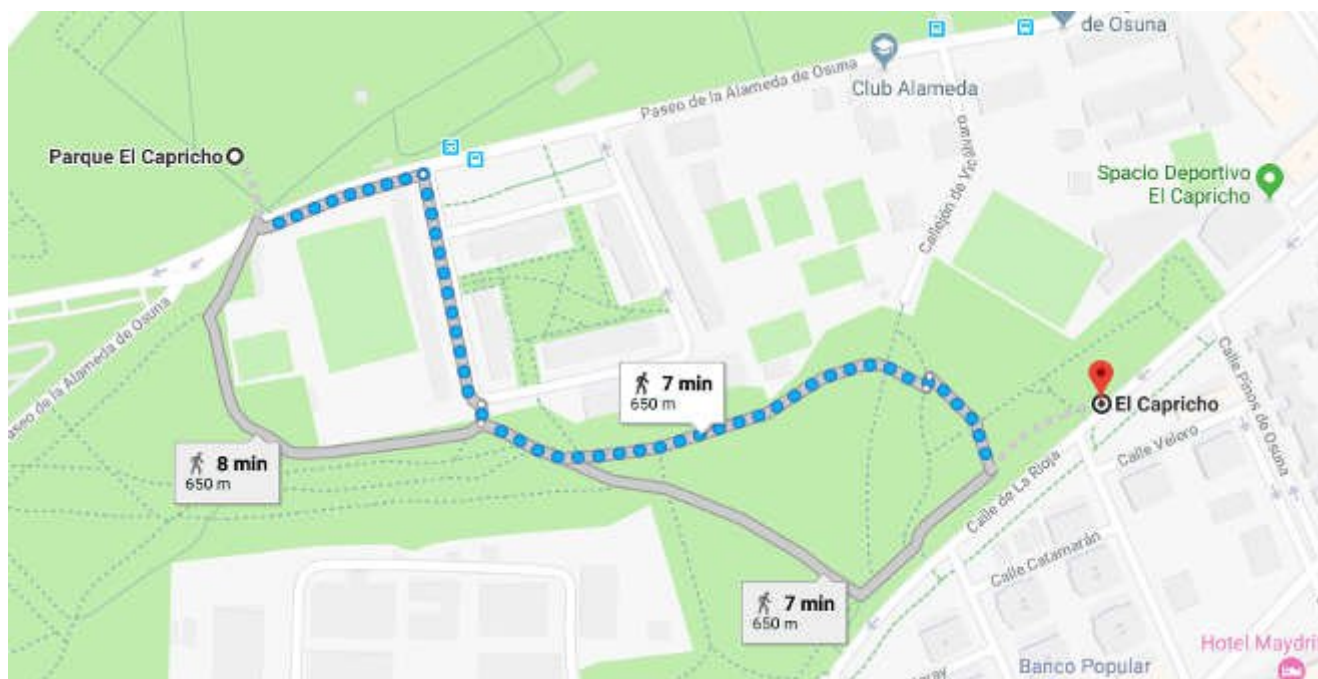 de Osuna
Club Alameda
Paseo de la Alameda de Osuna
Parque El Capricho
Callejón de Vicálvaro
Spacio Deportivo
El Capricho
Paseo de la Alameda de Osuna
7 min
650 m
El Capricho
Calle Pinos de Osuna
Calle Velero
8 min
650 m
Calle de La Rioja
Calle Catamarán
7 min
650 m
Hotel Maydri
Banco Popular